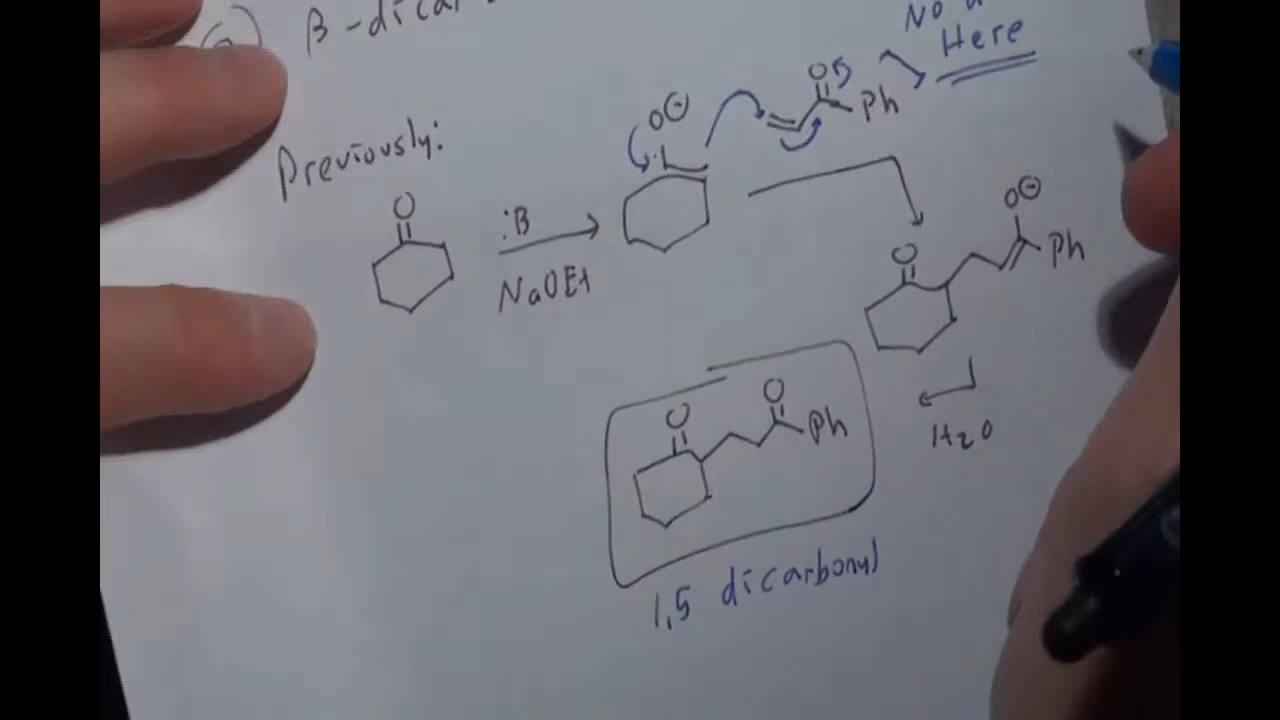 β-dicar
No
Here
Previously:
O
:B
NaOEt
O⊖
O
Ph
O
O⊖
Ph
H2O
O
O
Ph
1,5 dicarbonyl